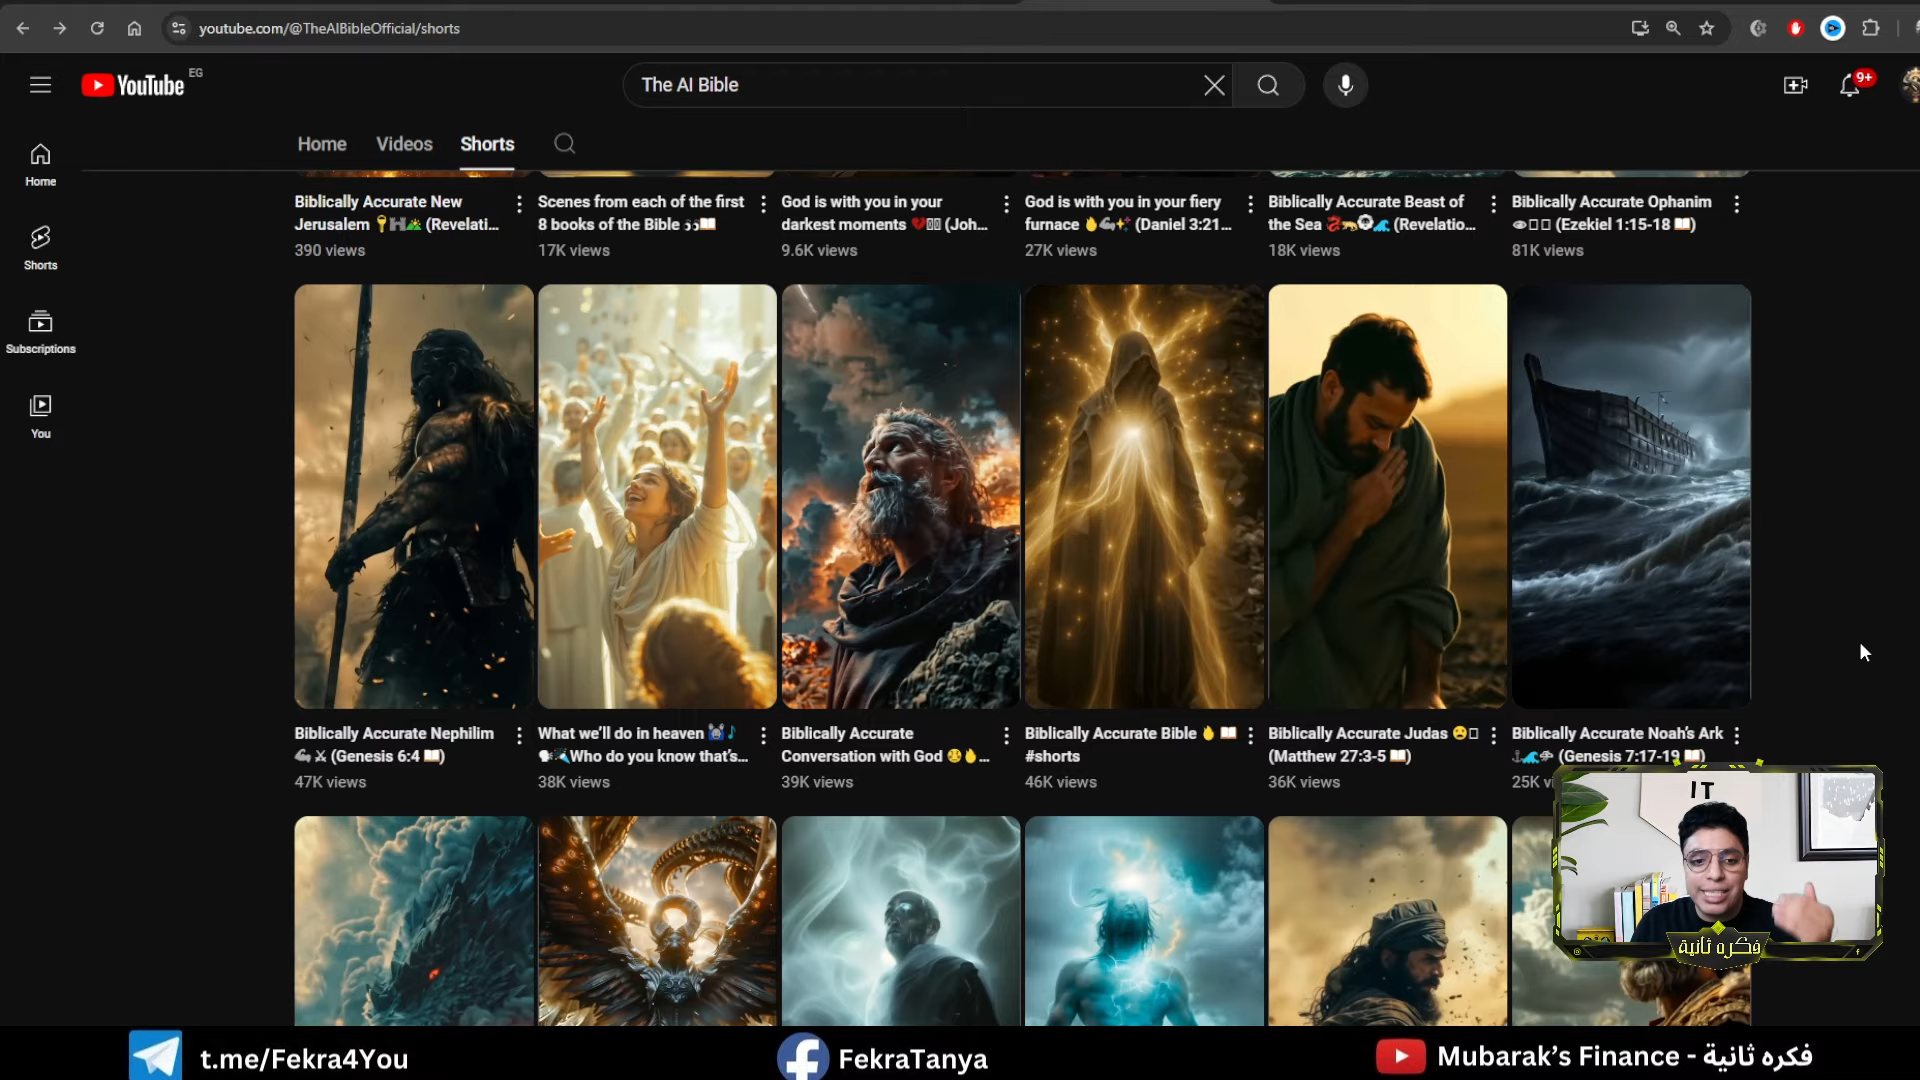 youtube.com/@TheAIBibleOfficial/shorts
YouTube EG
The AI Bible
9+
Home
Videos
Shorts
Home
Shorts
Subscriptions
You
Biblically Accurate New
Jerusalem 🔑🏰🌄 (Revelati...
390 views
Scenes from each of the first
8 books of the Bible 👀📖
17K views
God is with you in your
darkest moments 💔 (Joh...
9.6K views
God is with you in your fiery
furnace 🔥💪✨ (Daniel 3:21...
27K views
Biblically Accurate Beast of
the Sea 🐉🐆🦁🌊 (Revelatio...
18K views
Biblically Accurate Ophanim
👁 (Ezekiel 1:15-18 📖)
81K views
Biblically Accurate Nephilim
💪⚔ (Genesis 6:4 📖)
47K views
What we'll do in heaven 🎵
Who do you know that's...
38K views
Biblically Accurate
Conversation with God 🔥...
39K views
Biblically Accurate Bible 🔥 📖
#shorts
46K views
Biblically Accurate Judas
(Matthew 27:3-5 📖)
36K views
Biblically Accurate Noah's Ark
⚓🌊⛈ (Genesis 7:17-19 📖)
25K vi
IT
فكره ثانية
t.me/Fekra4You
FekraTanya
Mubarak's Finance - فكره ثانية